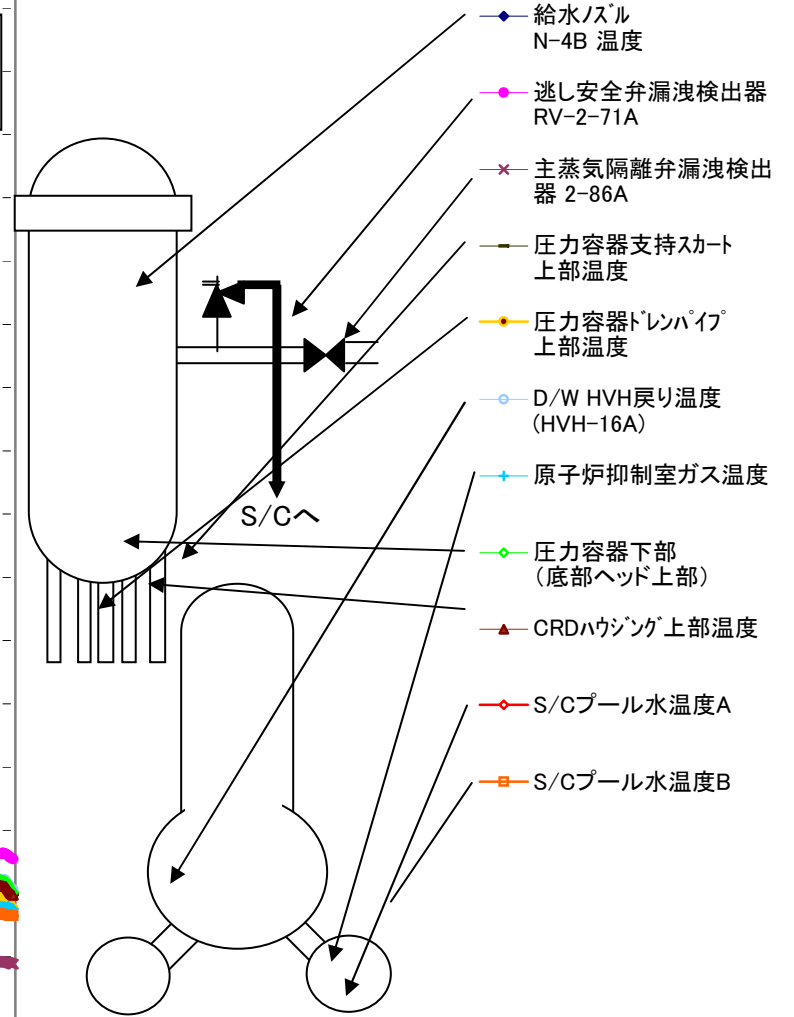 給水ノズル
N-4B 温度
逃し安全弁漏洩検出器
RV-2-71A
主蒸気隔離弁漏洩検出
器 2-86A
圧力容器支持スカート
上部温度
圧力容器ドレンパイプ
上部温度
D/W HVH戻り温度
(HVH-16A)
原子炉抑制室ガス温度
S/Cへ
圧力容器下部
（底部ヘッド上部）
CRDハウジング上部温度
S/Cプール水温度A
S/Cプール水温度B